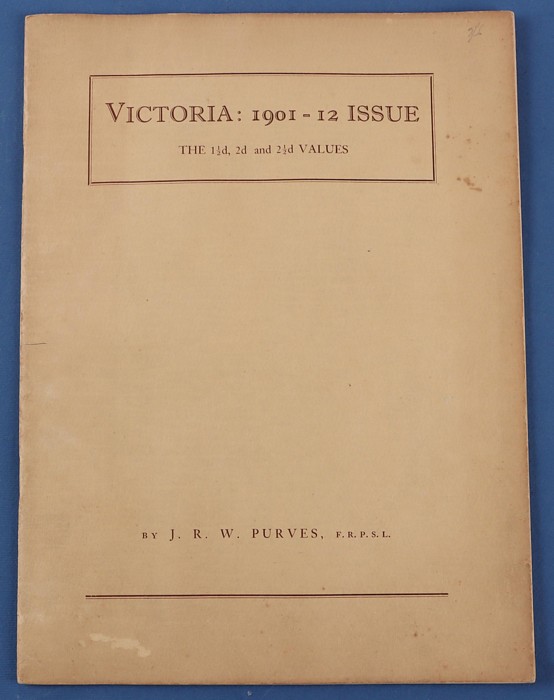 VICTORIA: 1901 - 12 ISSUE
THE 1½d, 2d and 2½d VALUES
BY J. R. W. PURVES, F. R. P. S. L.